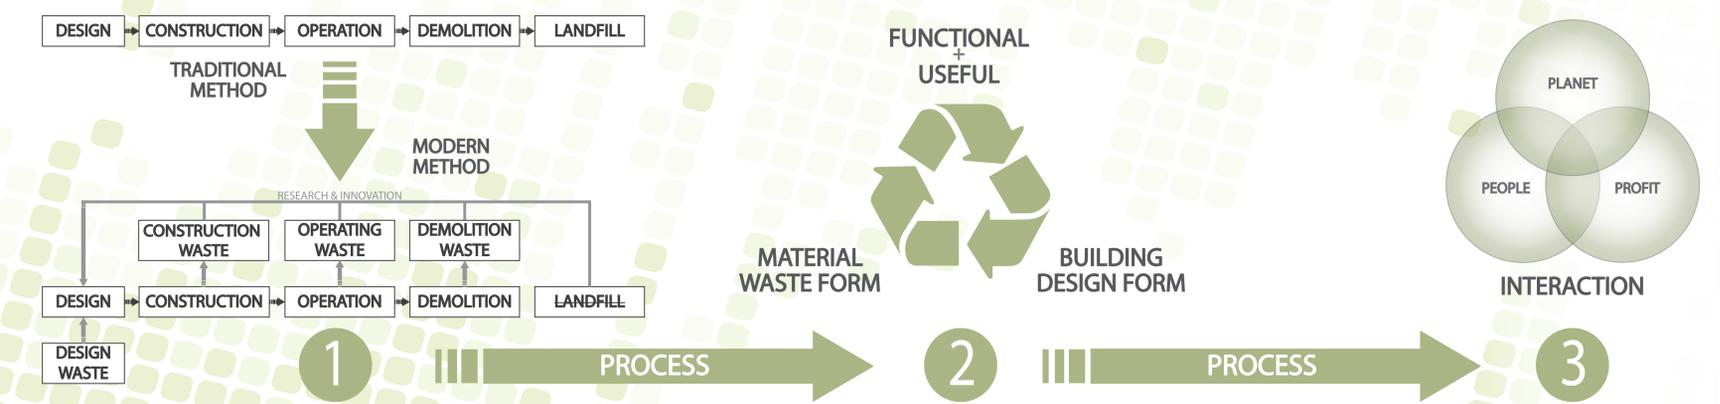 DESIGN CONSTRUCTION OPERATION DEMOLITION LANDFILL
TRADITIONAL
METHOD
MODERN
METHOD
RESEARCH & INNOVATION
CONSTRUCTION
WASTE
OPERATING
WASTE
DEMOLITION
WASTE
DESIGN CONSTRUCTION OPERATION DEMOLITION LANDFILL
DESIGN
WASTE
1
PROCESS
FUNCTIONAL
+
USEFUL
MATERIAL
WASTE FORM
BUILDING
DESIGN FORM
2
PROCESS
PLANET
PEOPLE
PROFIT
INTERACTION
3